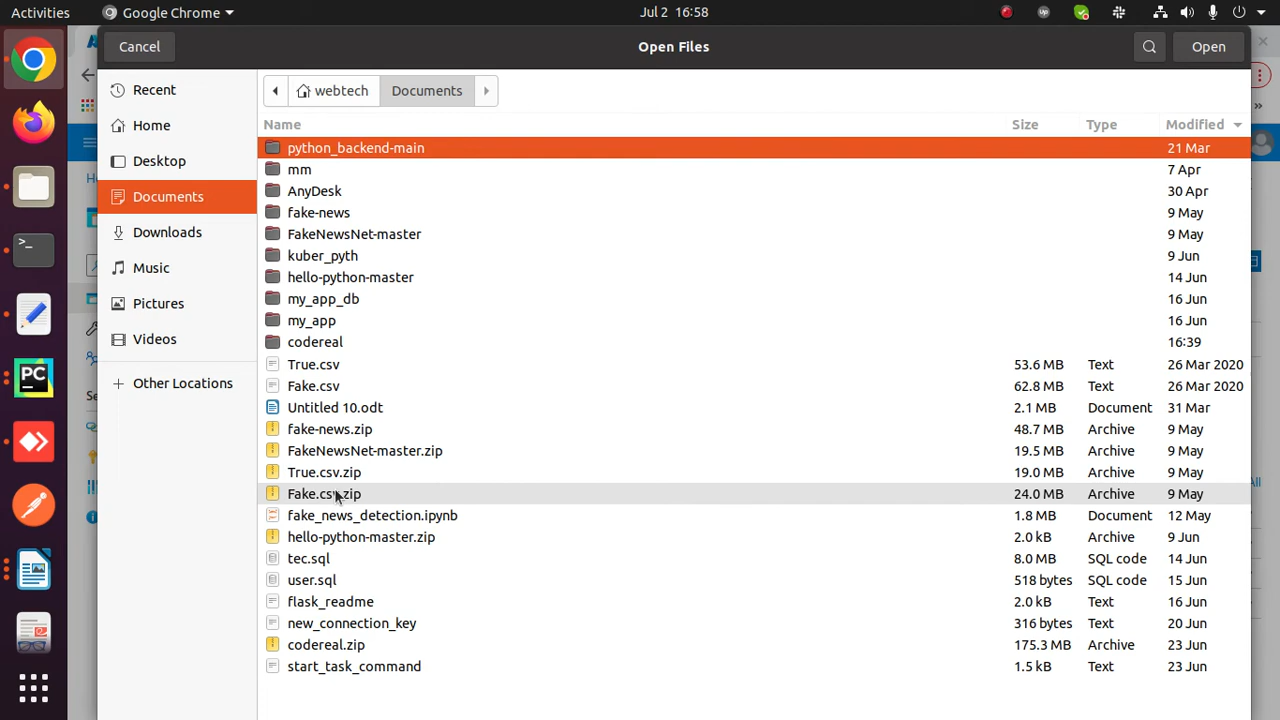 Activities Google Chrome Jul 2 16:58
Cancel Open Files Open
Recent
Home
Desktop
Documents
Downloads
Music
Pictures
Videos
+ Other Locations
webtech Documents
Name Size Type Modified
python_backend-main 21 Mar
mm 7 Apr
AnyDesk 30 Apr
fake-news 9 May
FakeNewsNet-master 9 May
kuber_pyth 9 Jun
hello-python-master 14 Jun
my_app_db 16 Jun
my_app 16 Jun
codereal 16:39
True.csv 53.6 MB Text 26 Mar 2020
Fake.csv 62.8 MB Text 26 Mar 2020
Untitled 10.odt 2.1 MB Document 31 Mar
fake-news.zip 48.7 MB Archive 9 May
FakeNewsNet-master.zip 19.5 MB Archive 9 May
True.csv.zip 19.0 MB Archive 9 May
Fake.csv.zip 24.0 MB Archive 9 May
fake_news_detection.ipynb 1.8 MB Document 12 May
hello-python-master.zip 2.0 kB Archive 9 Jun
tec.sql 8.0 MB SQL code 14 Jun
user.sql 518 bytes SQL code 15 Jun
flask_readme 2.0 kB Text 16 Jun
new_connection_key 316 bytes Text 20 Jun
codereal.zip 175.3 MB Archive 23 Jun
start_task_command 1.5 kB Text 23 Jun
PC